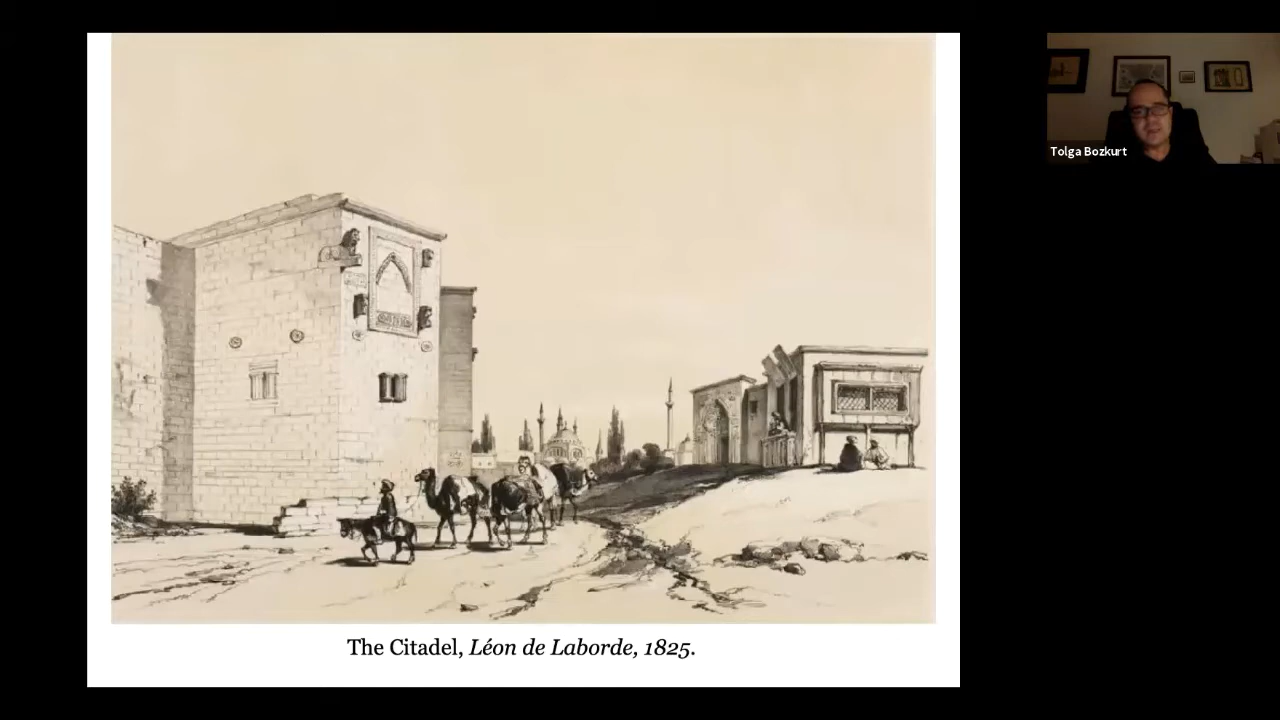 The Citadel, Léon de Laborde, 1825.
Tolga Bozkurt